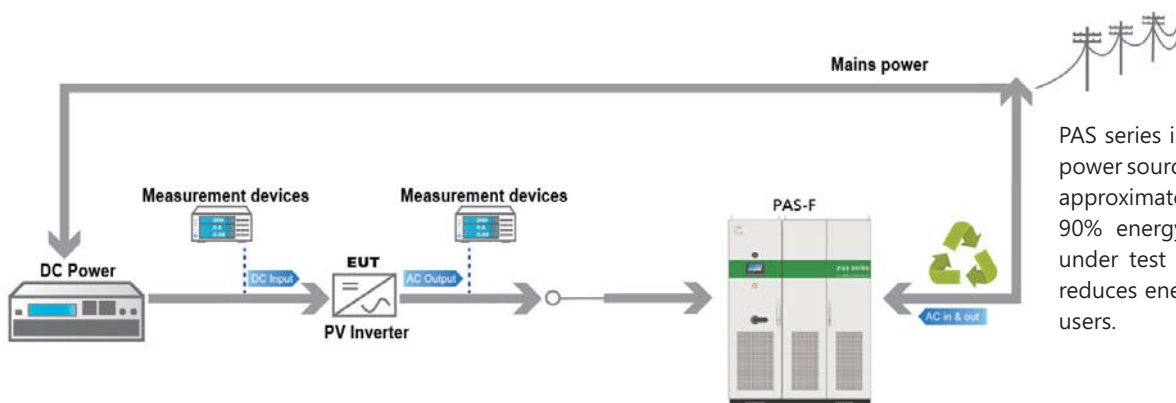 Mains power
PAS series i
power sourc
approximate
90% energy
under test
reduces ene
users.
Measurement devices
Measurement devices
PAS-F
DC Power
DC Input
EUT
AC Output
PV Inverter
PAS series
AC in & out